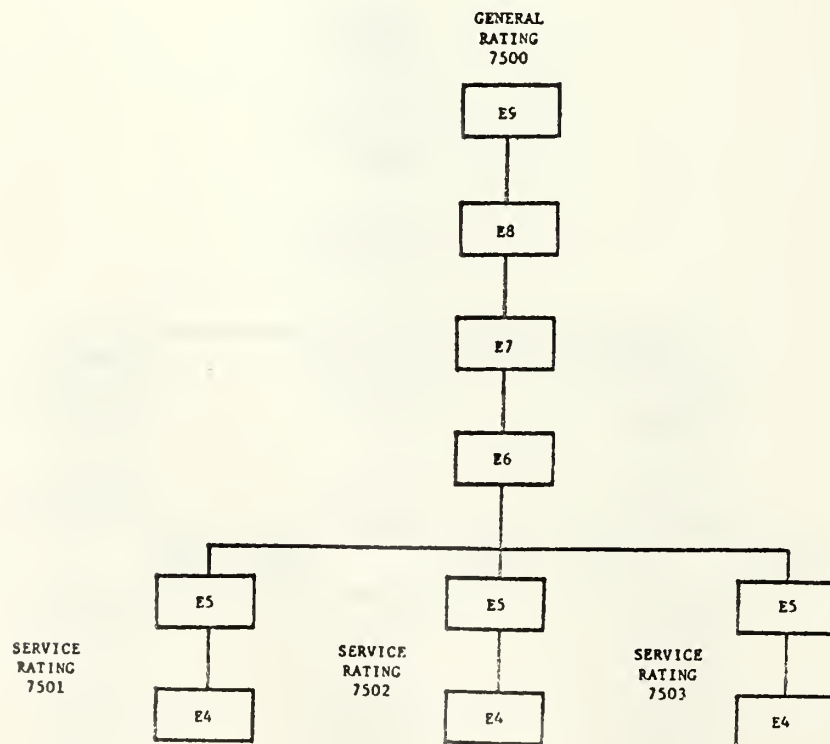 GENERAL
RATING
7500
E9
E8
E7
E6
E5
E5
E5
SERVICE
RATING
7501
SERVICE
RATING
7502
SERVICE
RATING
7503
E4
E4
E4